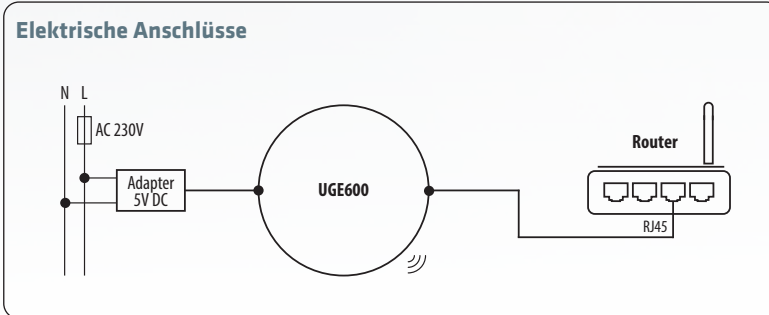 Elektrische Anschlüsse
N L
AC 230V
Adapter
5V DC
UGE600
Router
RJ45